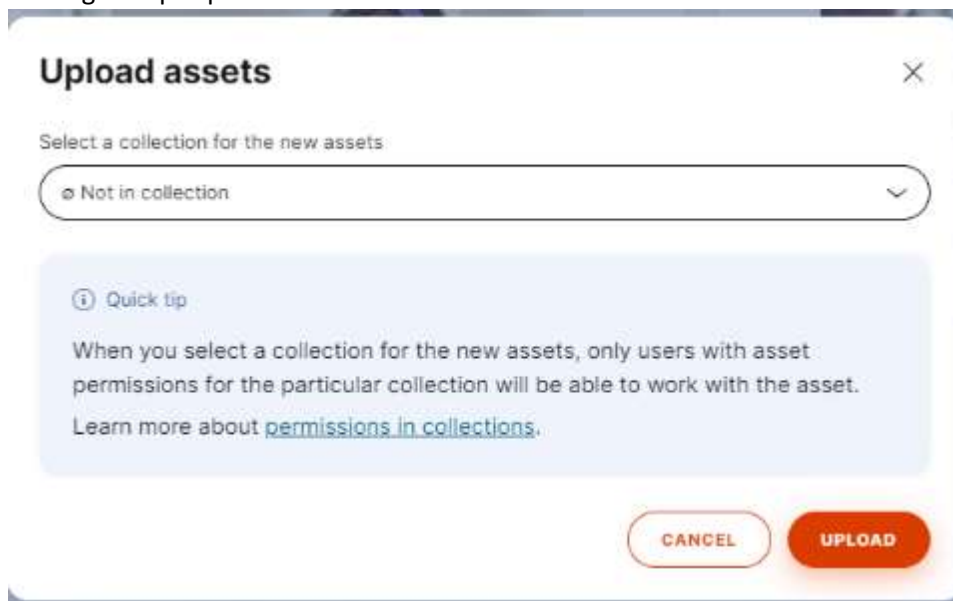 Upload assets
Select a collection for the new assets
ø Not in collection
Quick tip
When you select a collection for the new assets, only users with asset
permissions for the particular collection will be able to work with the asset.
Learn more about permissions in collections.
CANCEL
UPLOAD